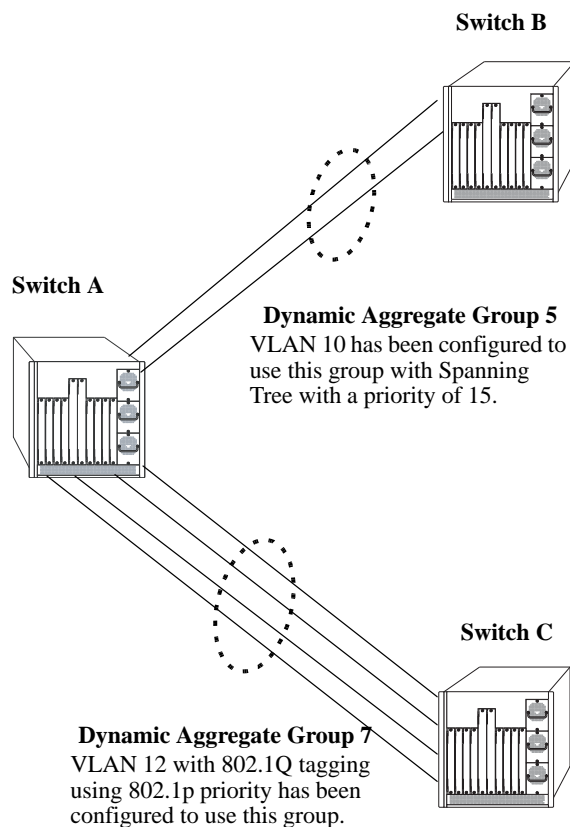 Switch B
Switch A
Dynamic Aggregate Group 5
VLAN 10 has been configured to
use this group with Spanning
Tree with a priority of 15.
Switch C
Dynamic Aggregate Group 7
VLAN 12 with 802.1Q tagging
using 802.1p priority has been
configured to use this group.